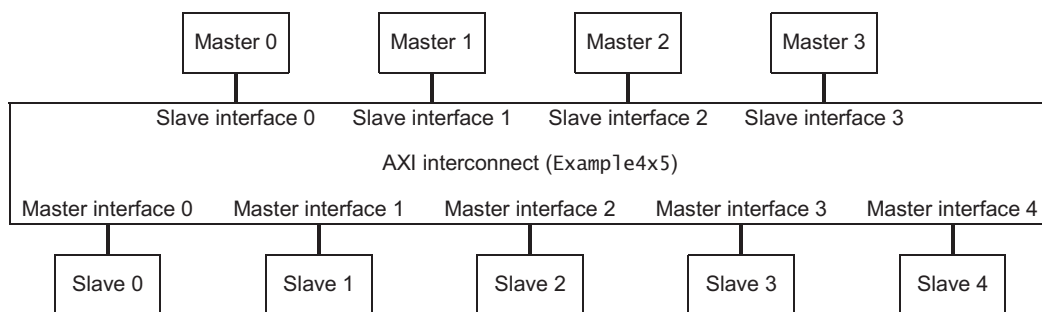 Master 0 Master 1 Master 2 Master 3
Slave interface 0 Slave interface 1 Slave interface 2 Slave interface 3
AXI interconnect (Example4x5)
Master interface 0 Master interface 1 Master interface 2 Master interface 3 Master interface 4
Slave 0 Slave 1 Slave 2 Slave 3 Slave 4